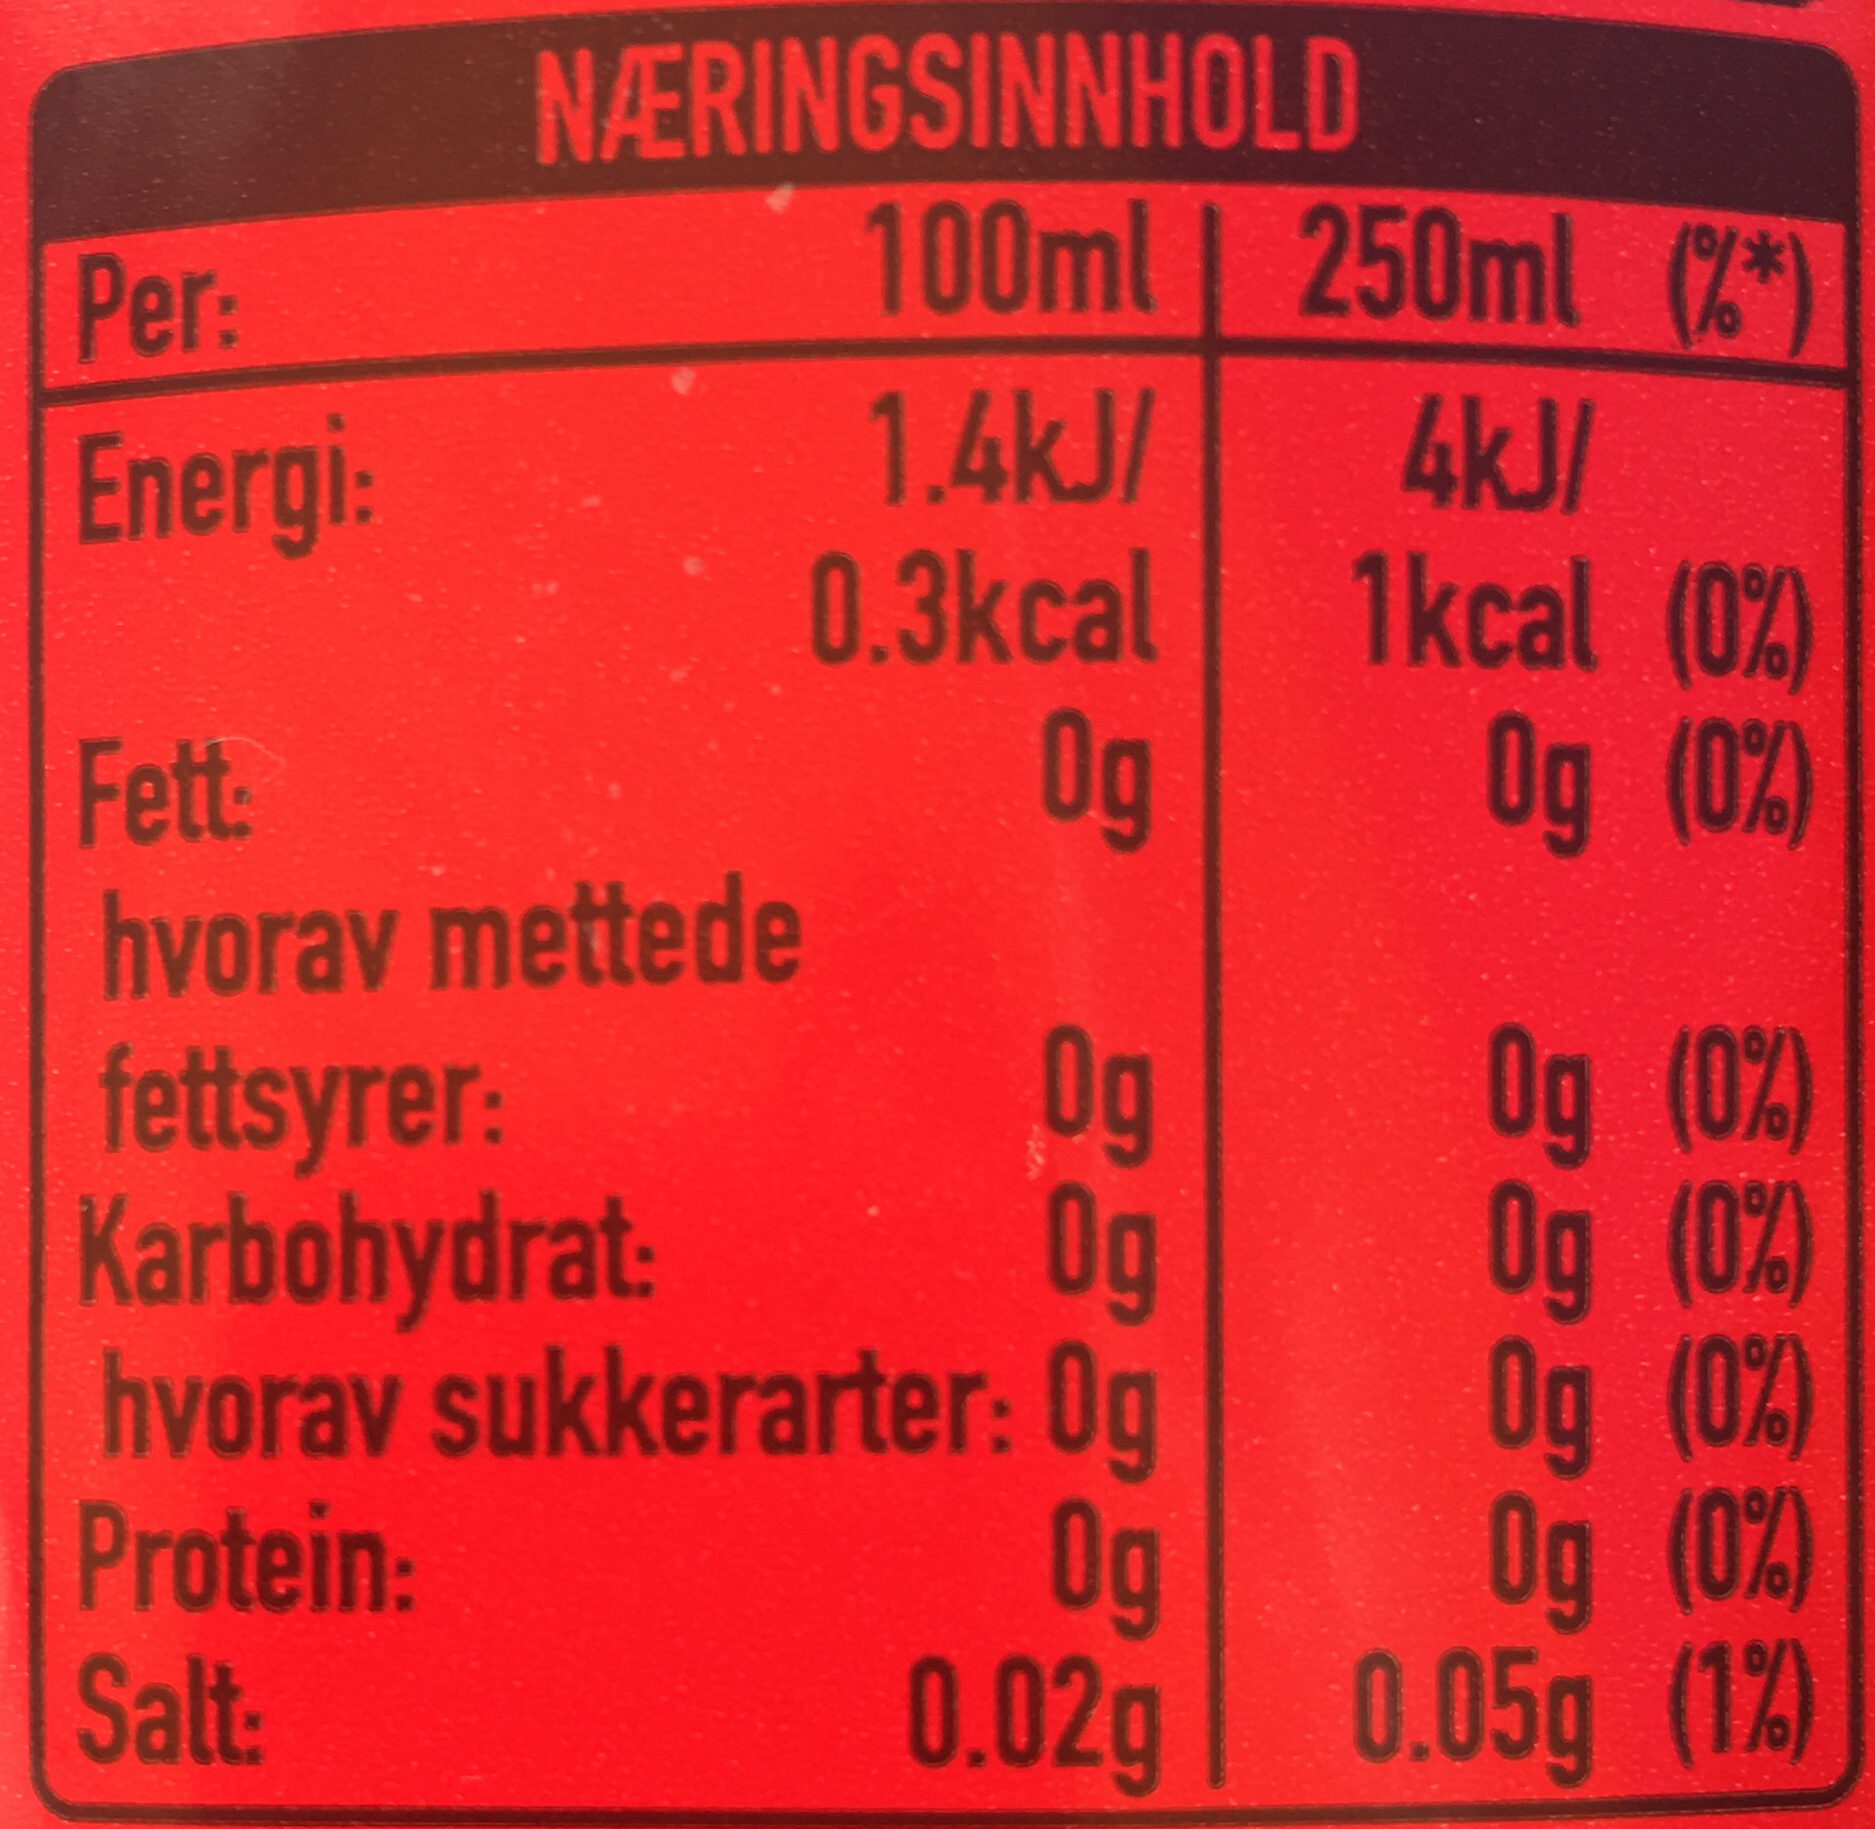 NÆRINGSINNHOLD
Per: 100ml 250ml (%*)
Energi: 1.4kJ/ 4kJ/
0.3kcal 1kcal (0%)
Fett: 0g 0g (0%)
hvorav mettede
fettsyrer: 0g 0g (0%)
Karbohydrat: 0g 0g (0%)
hvorav sukkerarter: 0g 0g (0%)
Protein: 0g 0g (0%)
Salt: 0.02g 0.05g (1%)